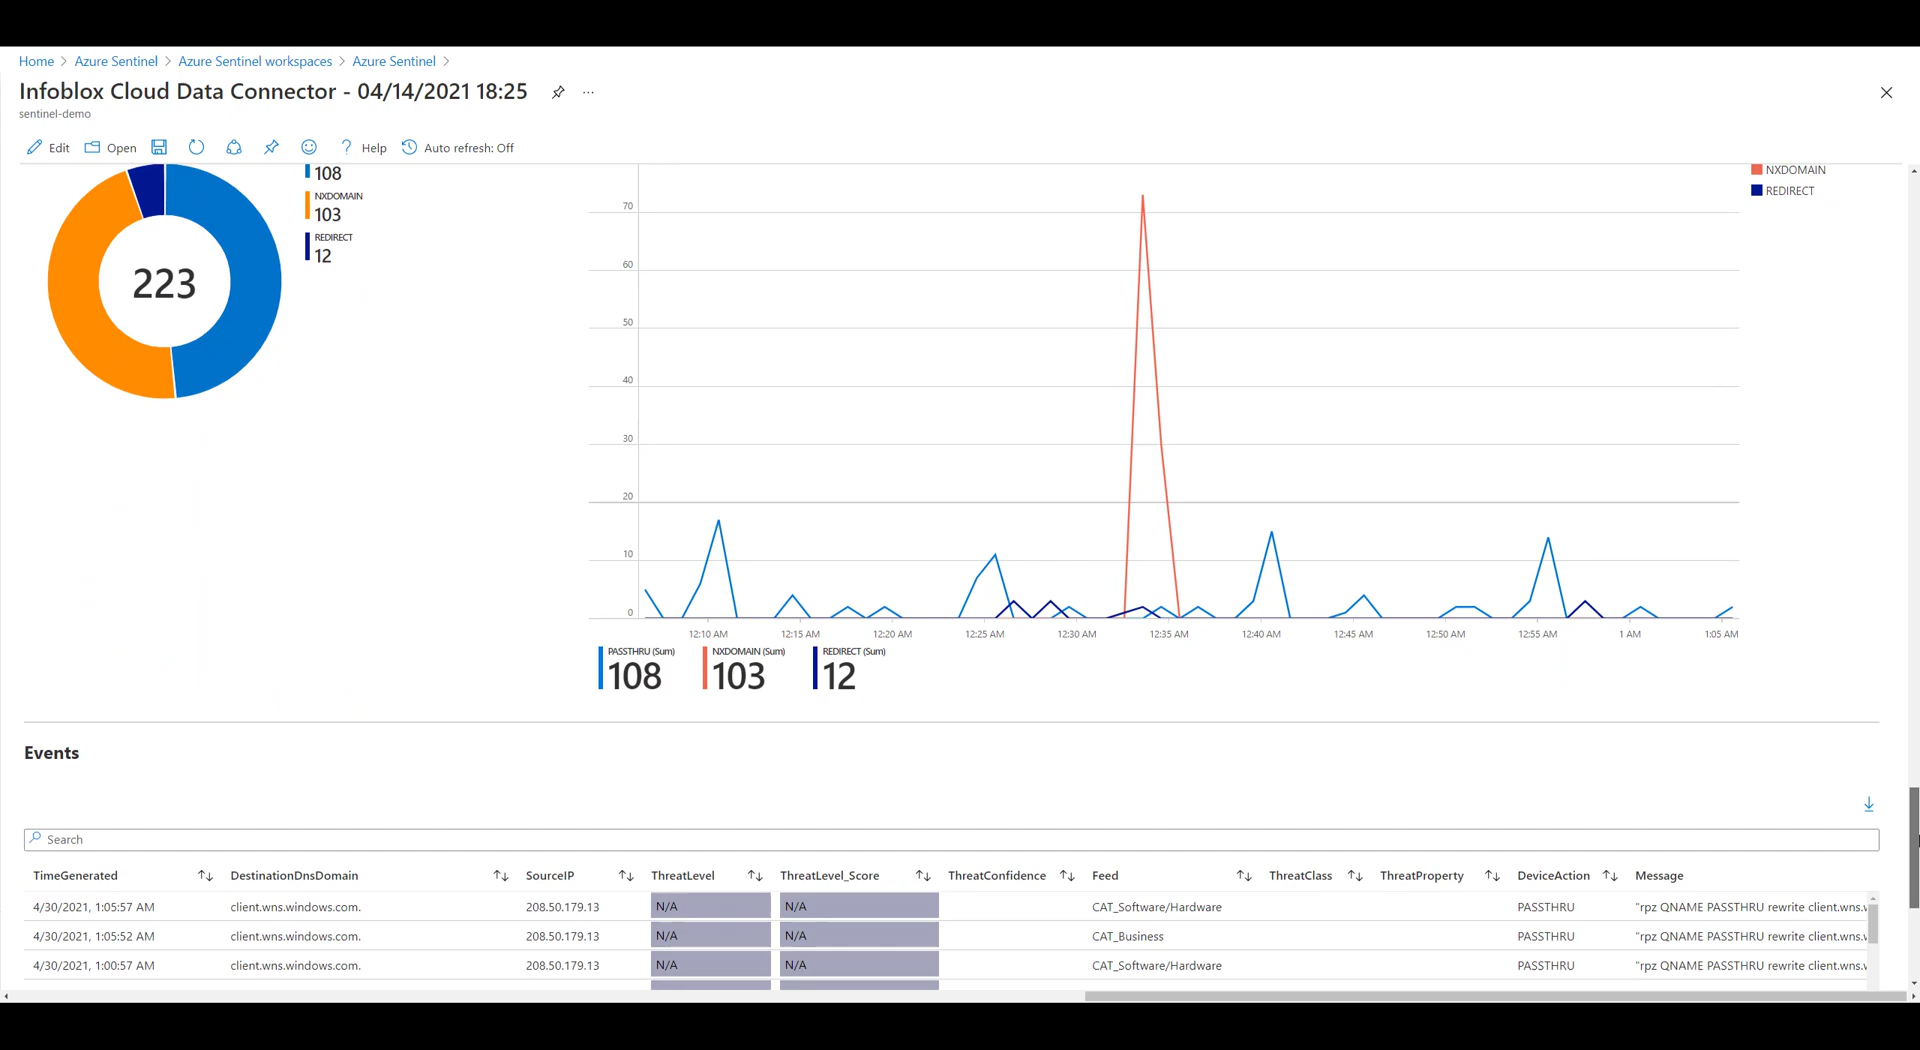 Home > Azure Sentinel > Azure Sentinel workspaces > Azure Sentinel >
Infoblox Cloud Data Connector - 04/14/2021 18:25 ...
sentinel-demo
Edit Open ? Help Auto refresh: Off
108
NXDOMAIN
103
REDIRECT
12
223
NXDOMAIN
REDIRECT
70
60
50
40
30
20
10
0
12:10 AM 12:15 AM 12:20 AM 12:25 AM 12:30 AM 12:35 AM 12:40 AM 12:45 AM 12:50 AM 12:55 AM 1 AM 1:05 AM
PASSTHRU (Sum) NXDOMAIN (Sum) REDIRECT (Sum)
108 103 12
Events
Search
TimeGenerated DestinationDnsDomain SourceIP ThreatLevel ThreatLevel_Score ThreatConfidence Feed ThreatClass ThreatProperty DeviceAction Message
4/30/2021, 1:05:57 AM client.wns.windows.com. 208.50.179.13 N/A N/A CAT_Software/Hardware PASSTHRU "rpz QNAME PASSTHRU rewrite client.wns.
4/30/2021, 1:05:52 AM client.wns.windows.com. 208.50.179.13 N/A N/A CAT_Business PASSTHRU "rpz QNAME PASSTHRU rewrite client.wns.
4/30/2021, 1:00:57 AM client.wns.windows.com. 208.50.179.13 N/A N/A CAT_Software/Hardware PASSTHRU "rpz QNAME PASSTHRU rewrite client.wns.